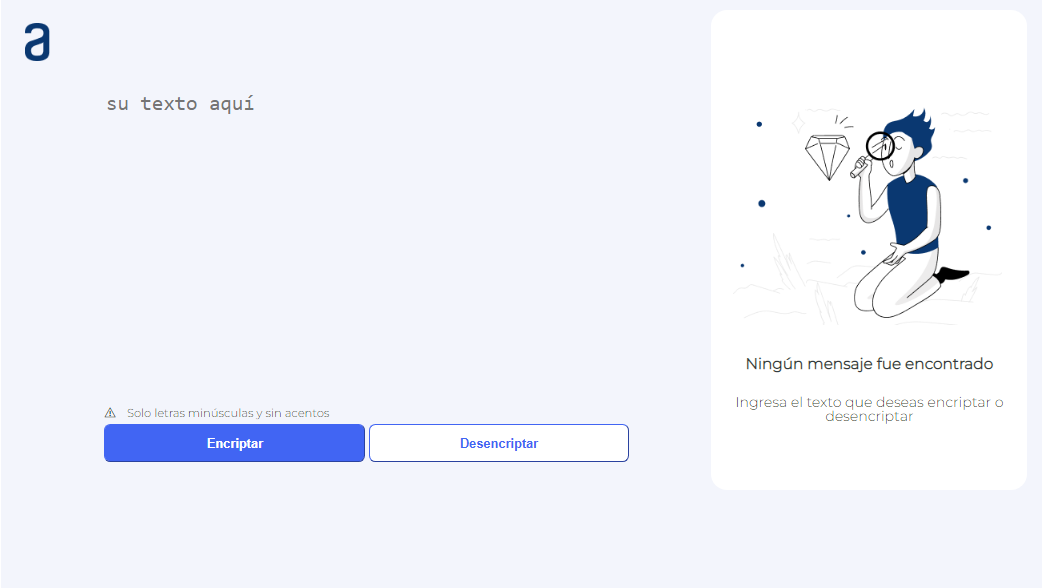 a
su texto aquí
Solo letras minúsculas y sin acentos
Encriptar
Desencriptar
Ningún mensaje fue encontrado
Ingresa el texto que deseas encriptar o
desencriptar